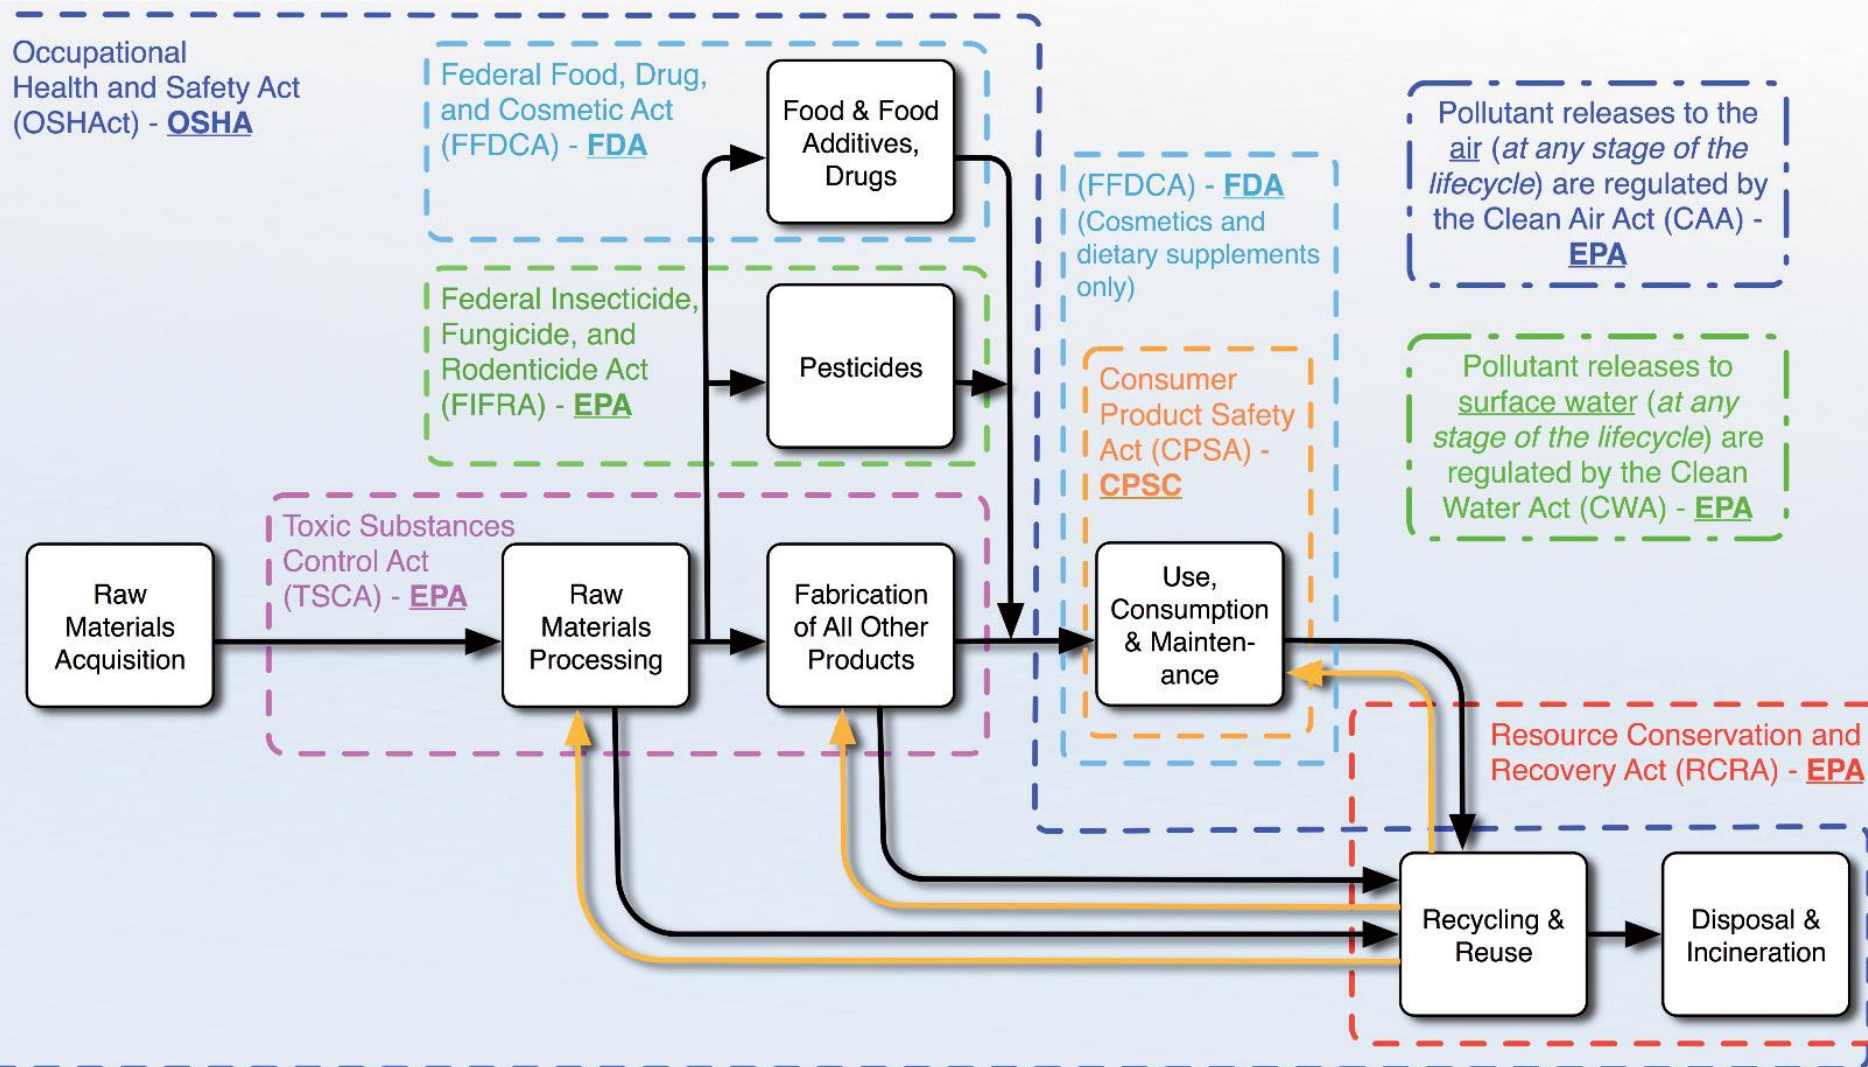 Occupational
Health and Safety Act
(OSHAct) - OSHA
Federal Food, Drug,
and Cosmetic Act
(FFDCA) - FDA
Food & Food
Additives,
Drugs
Federal Insecticide,
Fungicide, and
Rodenticide Act
(FIFRA) - EPA
Pesticides
(FFDCA) - FDA
(Cosmetics and
dietary supplements
only)
Consumer
Product Safety
Act (CPSA) -
CPSC
Pollutant releases to the
air (at any stage of the
lifecycle) are regulated by
the Clean Air Act (CAA) -
EPA
Pollutant releases to
surface water (at any
stage of the lifecycle) are
regulated by the Clean
Water Act (CWA) - EPA
Toxic Substances
Control Act
(TSCA) - EPA
Raw
Materials
Acquisition
Raw
Materials
Processing
Fabrication
of All Other
Products
Use,
Consumption
& Mainten-
ance
Resource Conservation and
Recovery Act (RCRA) - EPA
Recycling &
Reuse
Disposal &
Incineration